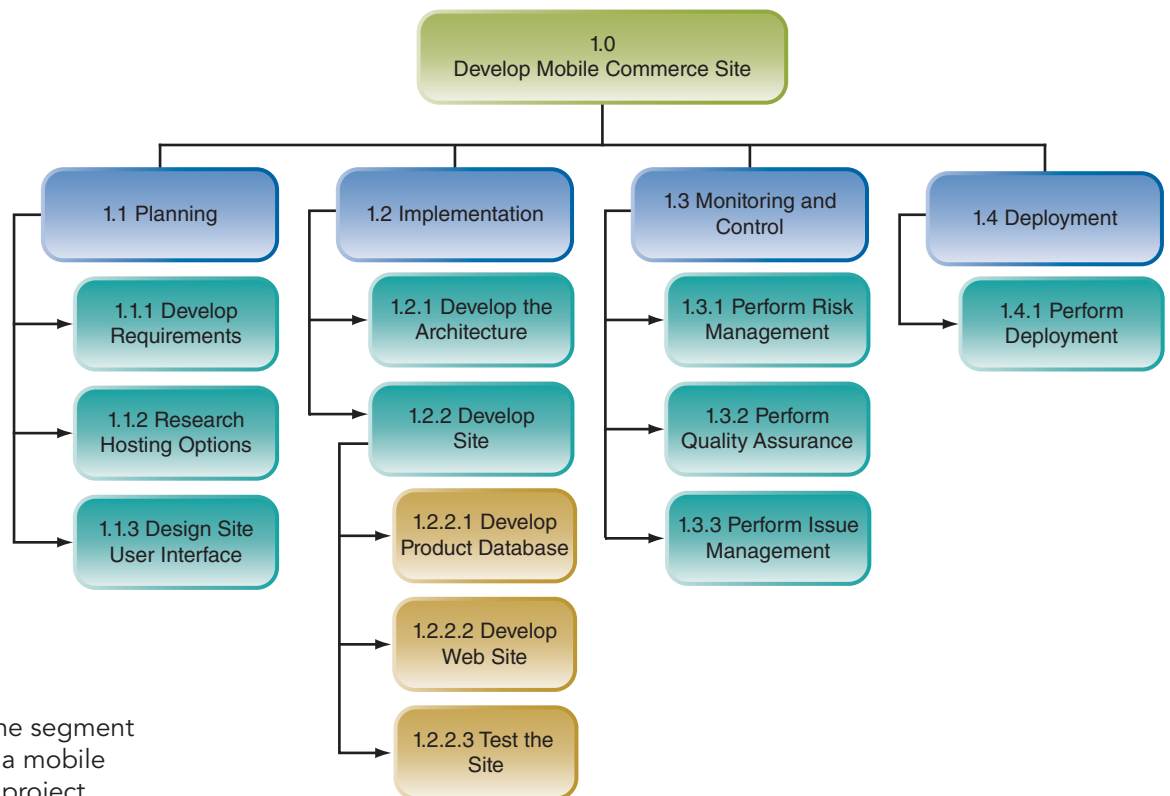 1.0
Develop Mobile Commerce Site
1.1 Planning
1.1.1 Develop
Requirements
1.1.2 Research
Hosting Options
1.1.3 Design Site
User Interface
1.2 Implementation
1.2.1 Develop the
Architecture
1.2.2 Develop
Site
1.2.2.1 Develop
Product Database
1.2.2.2 Develop
Web Site
1.2.2.3 Test the
Site
1.3 Monitoring and
Control
1.3.1 Perform Risk
Management
1.3.2 Perform
Quality Assurance
1.3.3 Perform Issue
Management
1.4 Deployment
1.4.1 Perform
Deployment
segment
a mobile
project